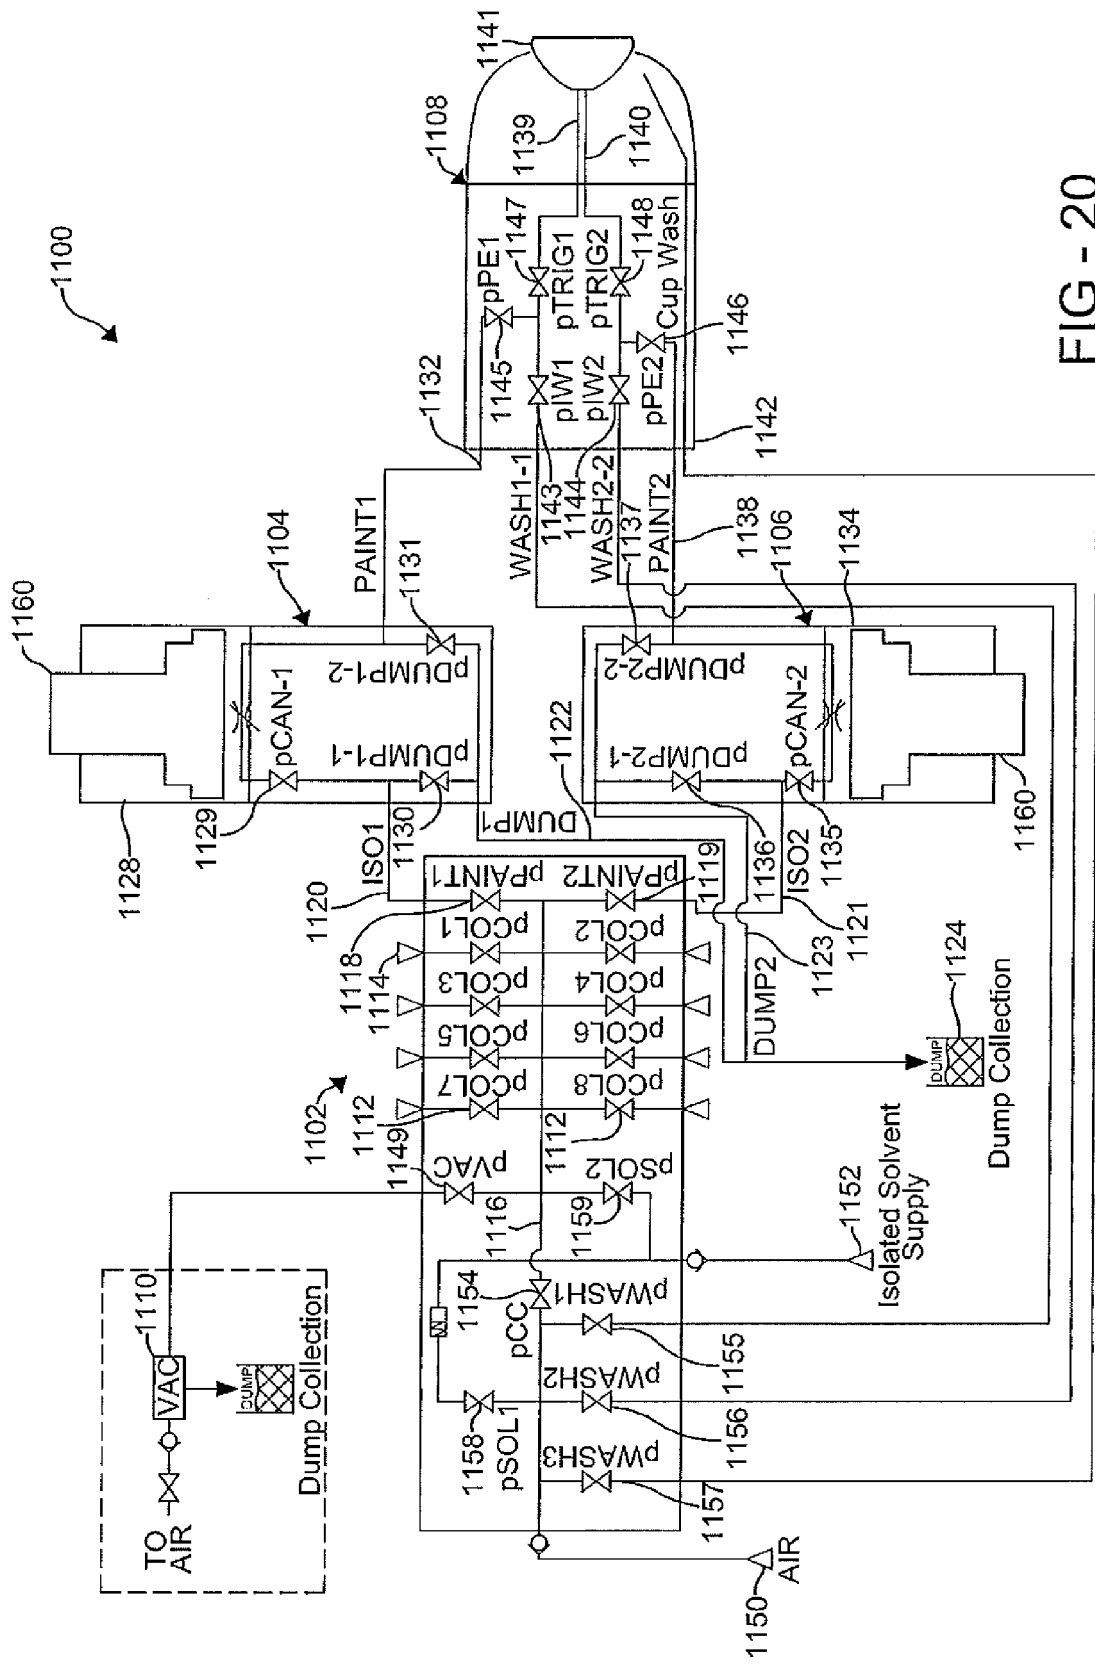 1100
1141
1108
1139
1140
1147
1148
pPE1
pTRIG1
pTRIG2
Cup Wash
1145
1146
1132
pIW1
pIW2
pPE2
1142
PAINT1
WASH1-1
1143
1144
WASH2-2
1137
PAINT2
1138
1160
1104
1131
1106
1134
pCAN-1
pDUMP1-2
pDUMP2-2
pCAN-2
pDUMP1-1
pDUMP2-1
1122
1128
1129
1130
1136
1135
1160
ISO1
DUMP1
ISO2
1120
pPAINT1
pPAINT2
1119
1121
1118
1114
pCOL1
pCOL2
1123
pCOL3
pCOL4
DUMP2
1124
pCOL5
pCOL6
DUMP
Dump Collection
pCOL7
pCOL8
1102
1112
1112
1149
pVAC
pSOL2
1116
1159
Isolated Solvent
Supply
1152
1154
pCC
pWASH1
1155
1110
VAC
DUMP
Dump Collection
pWASH2
1156
1158
pSOL1
pWASH3
1157
TO
AIR
1150
AIR
FIG - 20